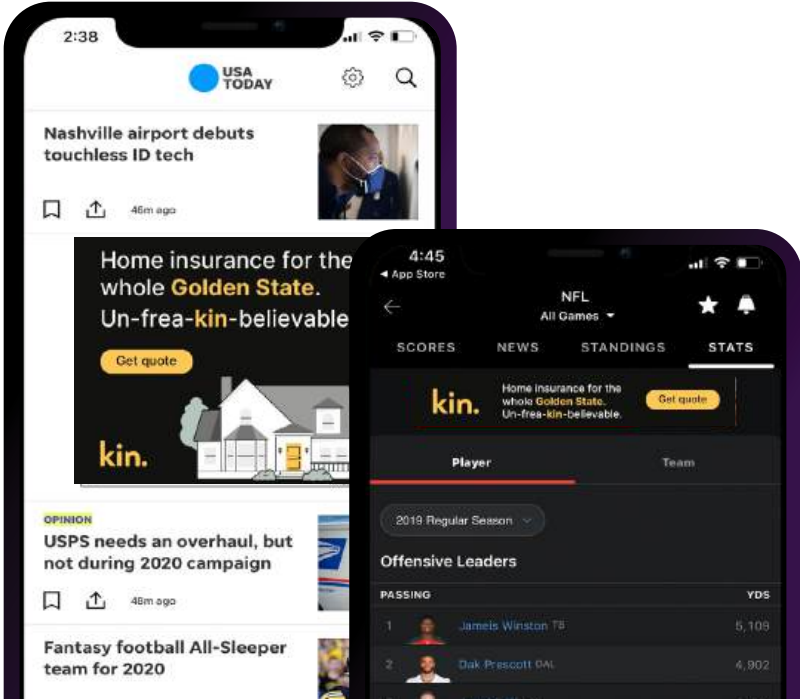 2:38
USA
TODAY
Nashville airport debuts
touchless ID tech
46m ago
Home insurance for the
whole Golden State.
Un-frea-kin-believable
Get quote
kin.
OPINION
USPS needs an overhaul, but
not during 2020 campaign
48m ago
Fantasy football All-Sleeper
team for 2020
4:45
◀ App Store
NFL
All Games
SCORES NEWS STANDINGS STATS
kin.
Home insurance for the
whole Golden State.
Un-frea-kin-believable.
Get quote
Player Team
2019 Regular Season
Offensive Leaders
PASSING YDS
1 Jameis Winston TB 5,109
2 Dak Prescott DAL 4,902